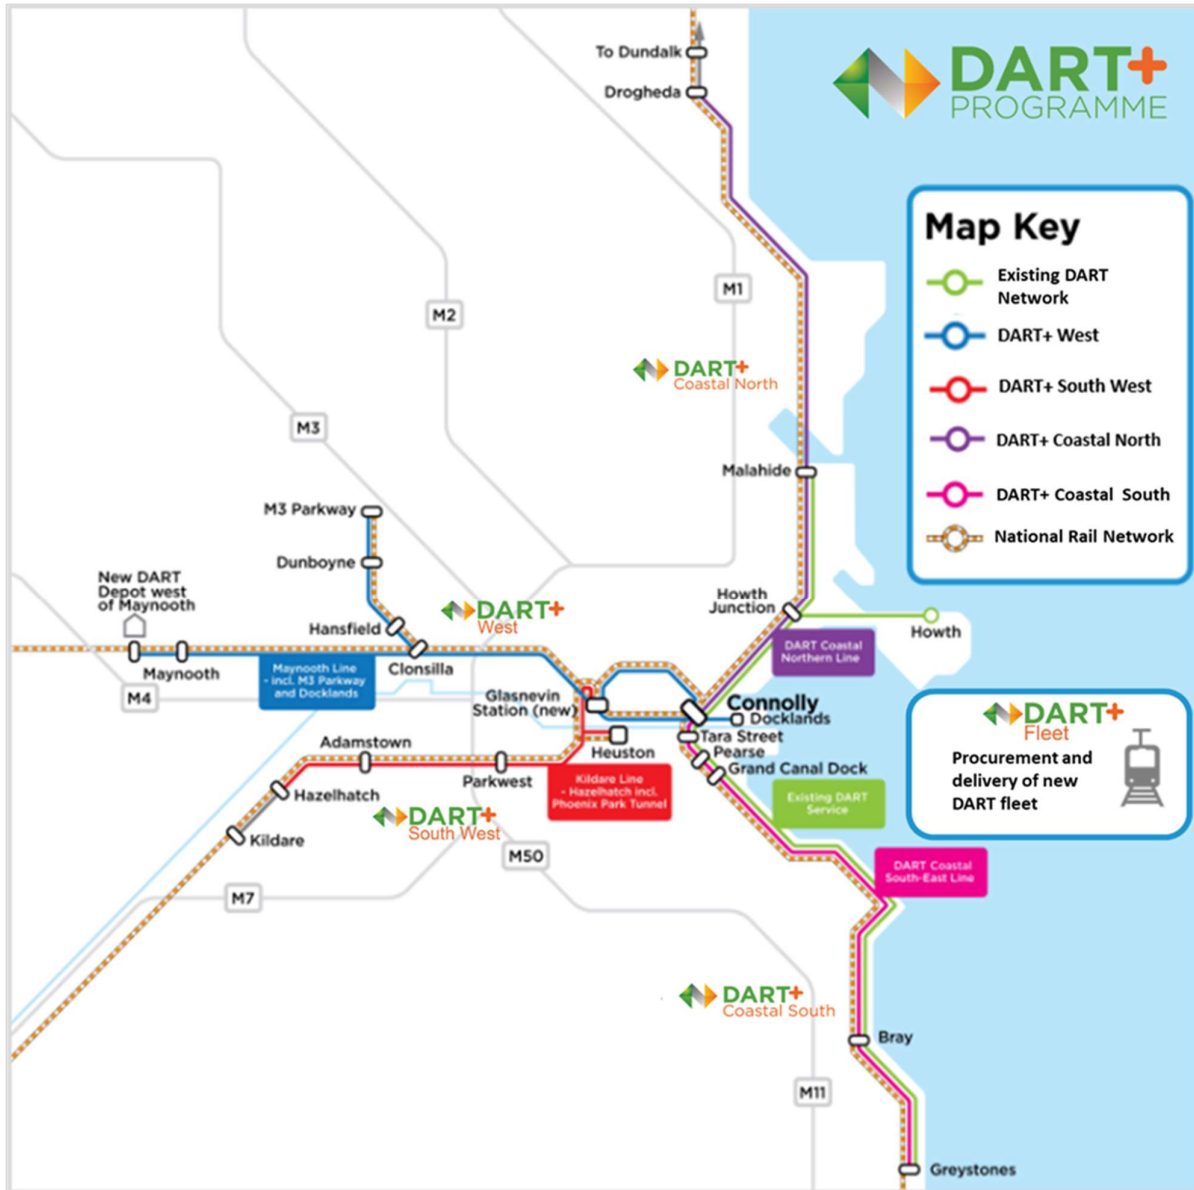 To Dundalk
Drogheda
DART+
PROGRAMME
Map Key
Existing DART
Network
DART+ West
DART+ South West
DART+ Coastal North
DART+ Coastal South
National Rail Network
M1
M2
DART+
Coastal North
M3
Malahide
M3 Parkway
Dunboyne
New DART
Depot west
of Maynooth
Hansfield
DART+
West
Howth
Junction
Howth
Maynooth
Clonsilla
Maynooth Line
- incl. M3 Parkway
and Docklands
DART Coastal
Northern Line
M4
Glasnevin
Station (new)
Connolly
Docklands
Tara Street
Pearse
Grand Canal Dock
Heuston
Adamstown
Parkwest
Hazelhatch
Kildare
Kildare Line
- Hazelhatch incl.
Phoenix Park Tunnel
Existing DART
Service
DART+
Fleet
Procurement and
delivery of new
DART fleet
DART+
South West
M50
DART Coastal
South-East Line
M7
DART+
Coastal South
Bray
M11
Greystones